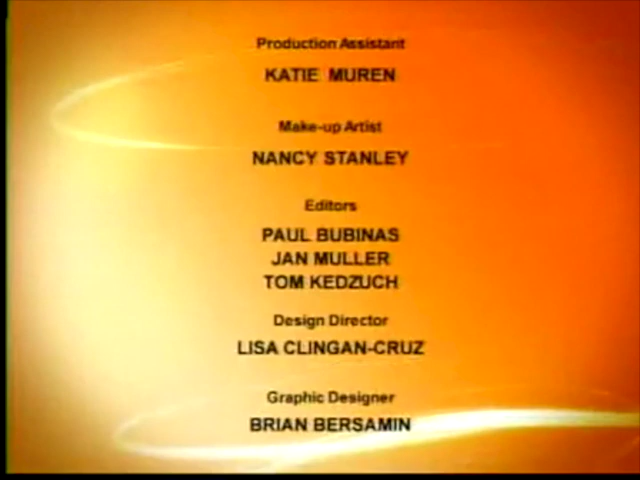 Production Assistant
KATIE MUREN
Make-up Artist
NANCY STANLEY
Editors
PAUL BUBINAS
JAN MULLER
TOM KEDZUCH
Design Director
LISA CLINGAN-CRUZ
Graphic Designer
BRIAN BERSAMIN